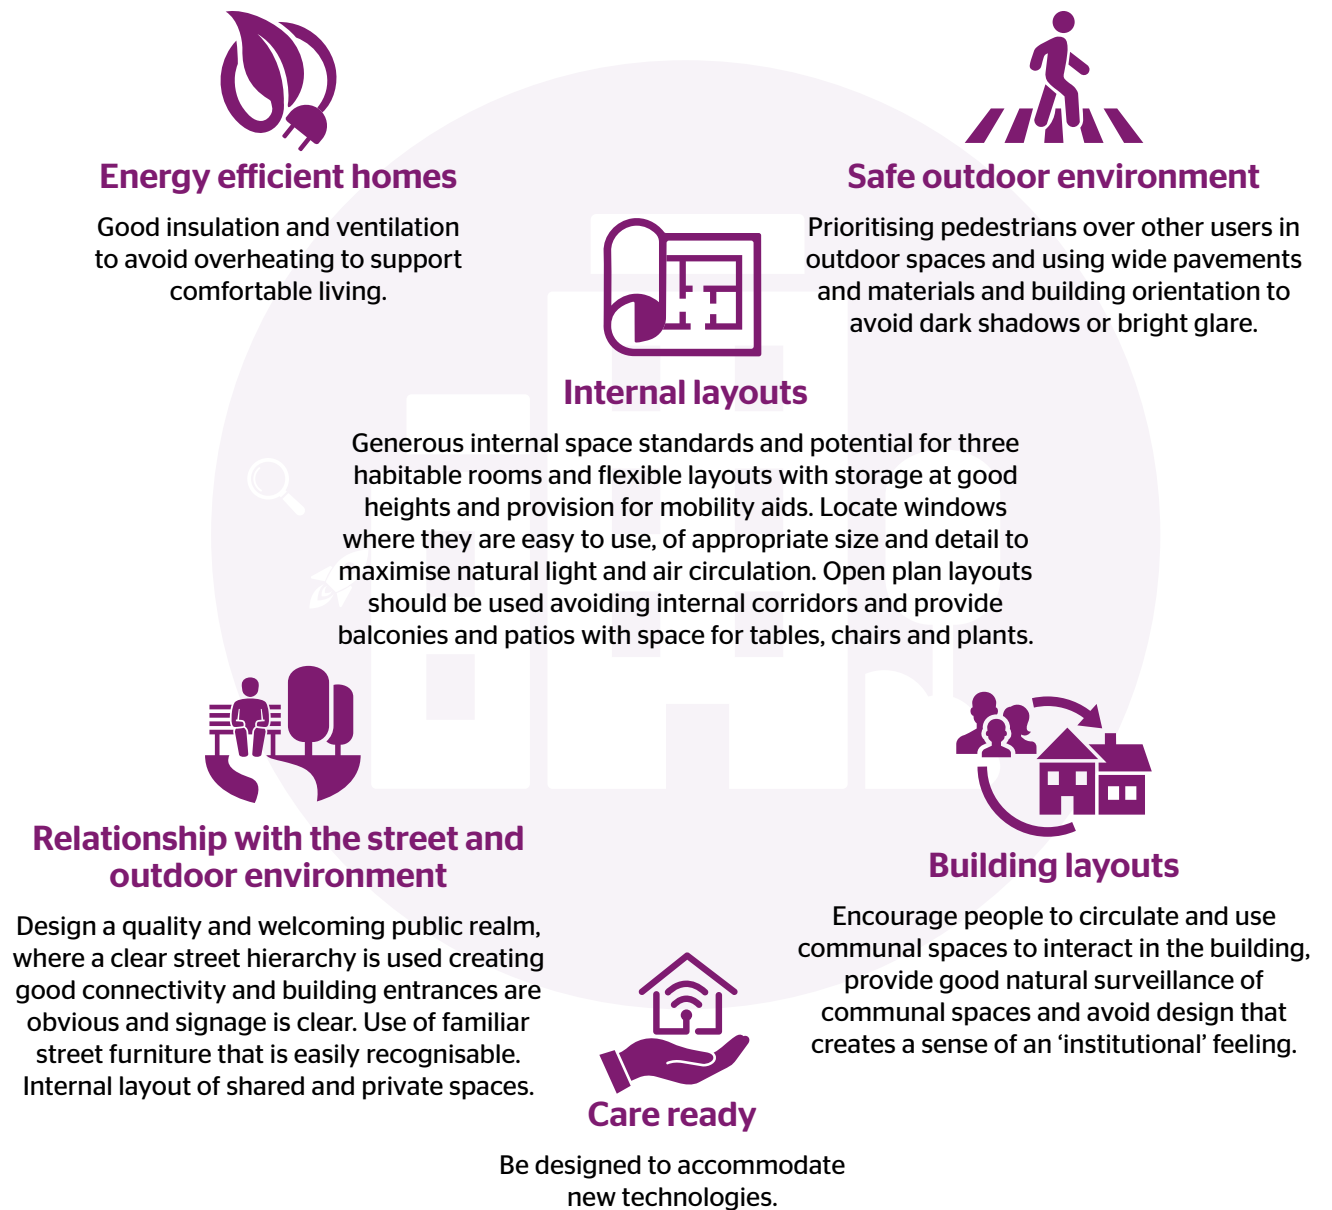 Energy efficient homes
Good insulation and ventilation
to avoid overheating to support
comfortable living.
Safe outdoor environment
Prioritising pedestrians over other users in
outdoor spaces and using wide pavements
and materials and building orientation to
avoid dark shadows or bright glare.
Internal layouts
Generous internal space standards and potential for three
habitable rooms and flexible layouts with storage at good
heights and provision for mobility aids. Locate windows
where they are easy to use, of appropriate size and detail to
maximise natural light and air circulation. Open plan layouts
should be used avoiding internal corridors and provide
balconies and patios with space for tables, chairs and plants.
Relationship with the street and
outdoor environment
Design a quality and welcoming public realm,
where a clear street hierarchy is used creating
good connectivity and building entrances are
obvious and signage is clear. Use of familiar
street furniture that is easily recognisable.
Internal layout of shared and private spaces.
Building layouts
Encourage people to circulate and use
communal spaces to interact in the building,
provide good natural surveillance of
communal spaces and avoid design that
creates a sense of an ‘institutional’ feeling.
Care ready
Be designed to accommodate
new technologies.